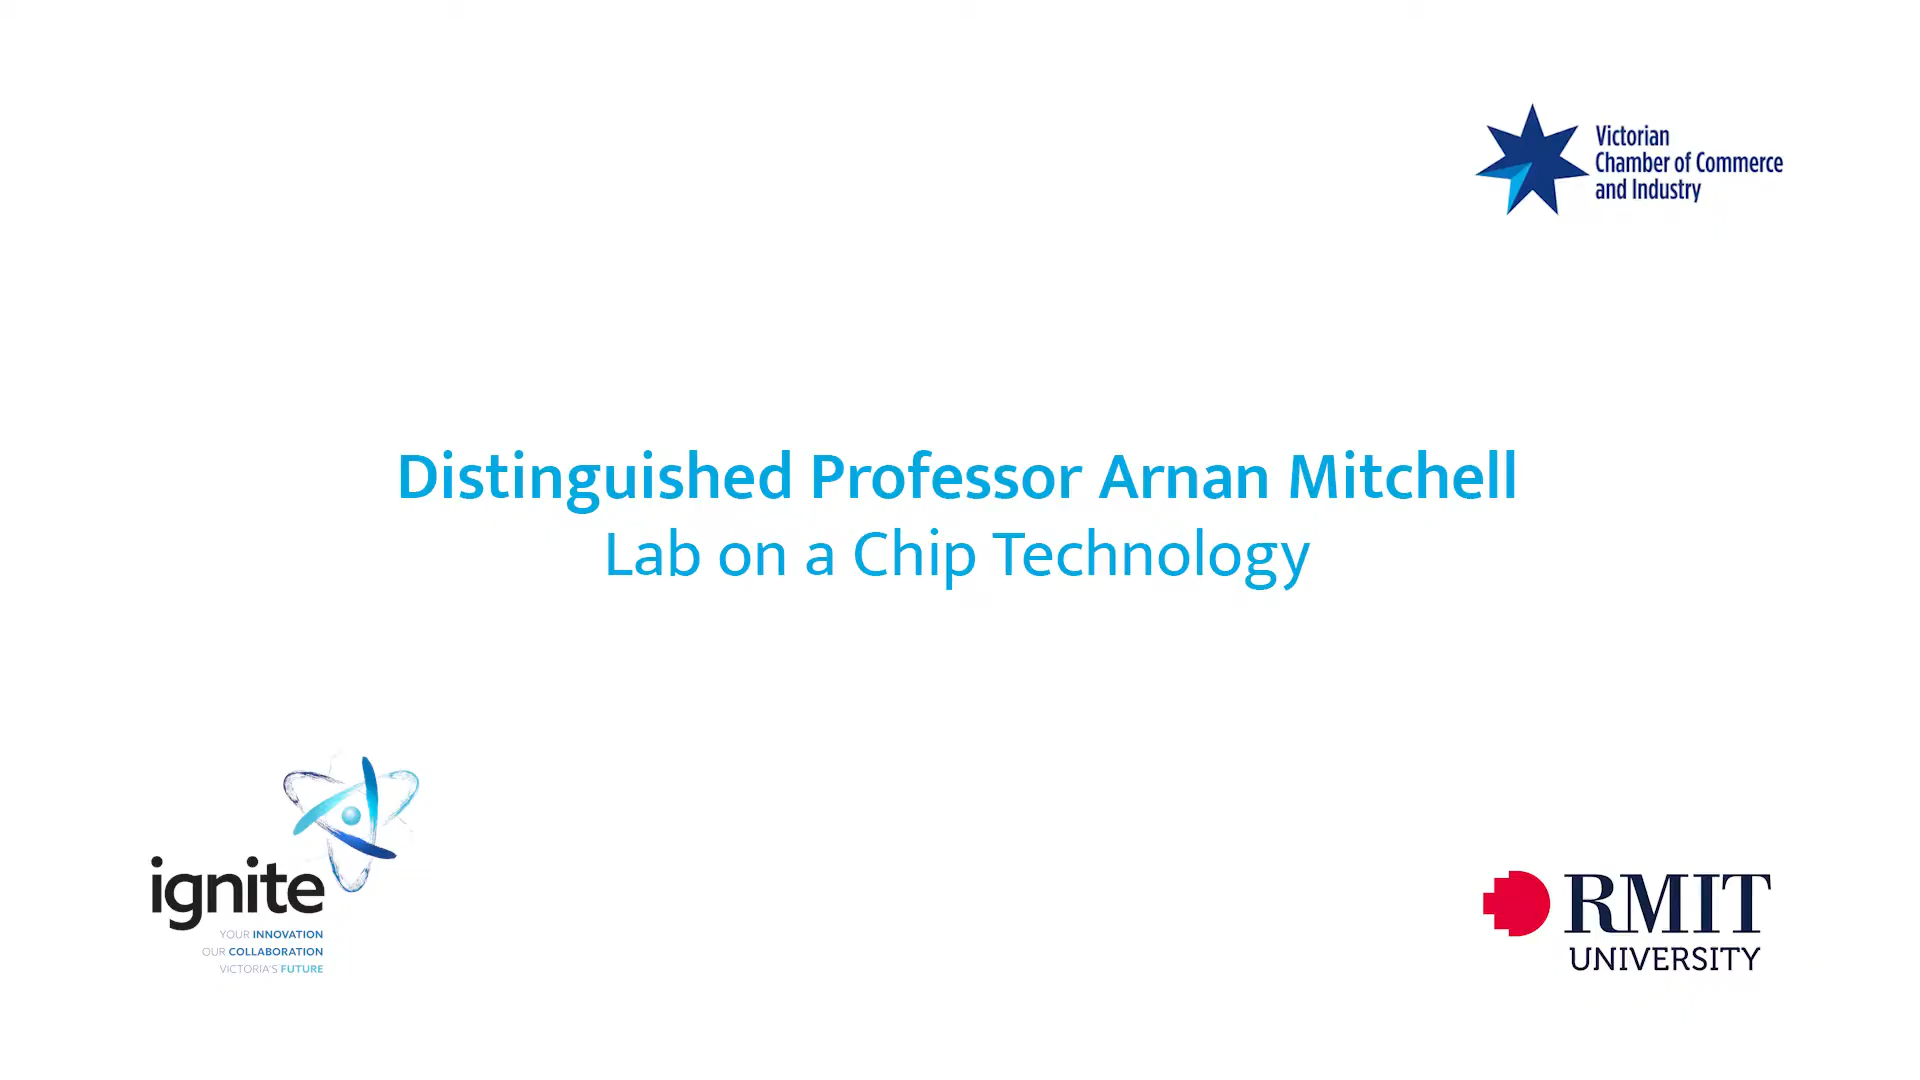 Victorian
Chamber of Commerce
and Industry
Distinguished Professor Arnan Mitchell
Lab on a Chip Technology
ignite
YOUR INNOVATION
OUR COLLABORATION
VICTORIA'S FUTURE
RMIT
UNIVERSITY